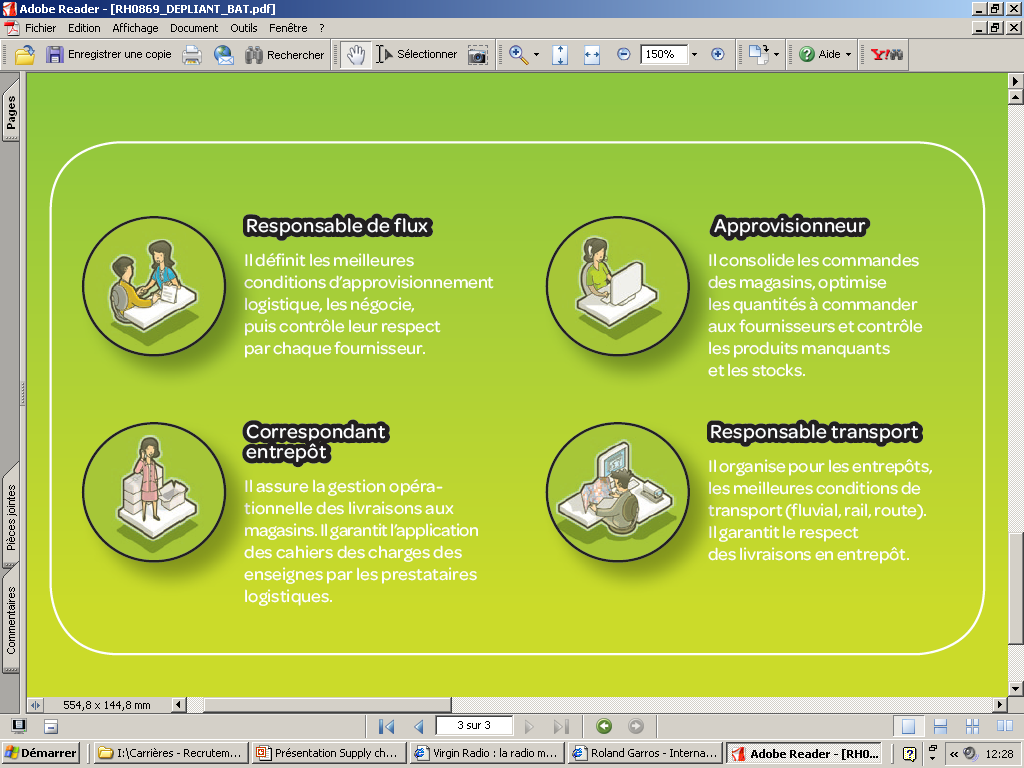 Adobe Reader - [RH0869_DEPLIANT_BAT.pdf]
Fichier Edition Affichage Document Outils Fenêtre ?
Enregistrer une copie Rechercher Sélectionner 150% Aide Y!
Pages
Responsable de flux
Il définit les meilleures
conditions d'approvisionnement
logistique, les négocie,
puis contrôle leur respect
par chaque fournisseur.
Approvisionneur
Il consolide les commandes
des magasins, optimise
les quantités à commander
aux fournisseurs et contrôle
les produits manquants
et les stocks.
Correspondant
entrepôt
Il assure la gestion opéra-
tionnelle des livraisons aux
magasins. Il garantit l'application
des cahiers des charges des
enseignes par les prestataires
logistiques.
Responsable transport
Il organise pour les entrepôts,
les meilleures conditions de
transport (fluvial, rail, route).
Il garantit le respect
des livraisons en entrepôt.
Pièces jointes
Commentaires
554,8 x 144,8 mm
3 sur 3
Démarrer I:\Carrières - Recrutem... Présentation Supply ch... Virgin Radio : la radio m... Roland Garros - Interna... Adobe Reader - [RH0... « 12:28